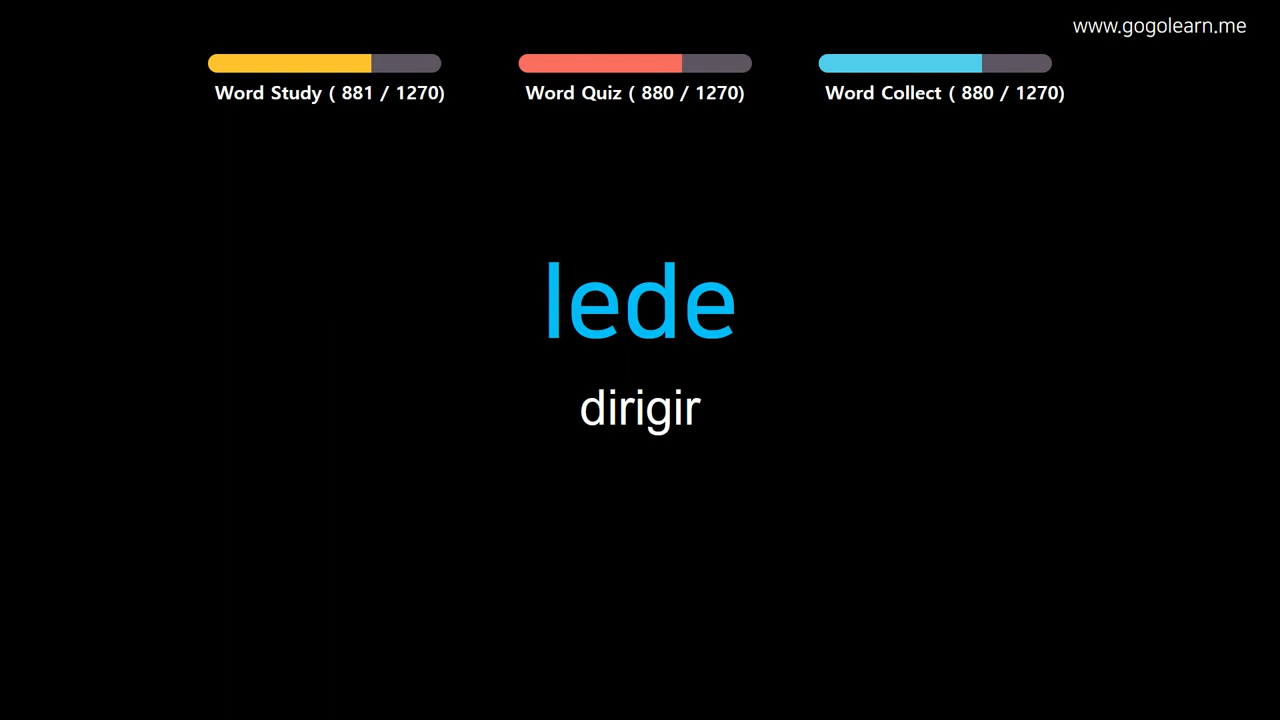 www.gogolearn.me
Word Study ( 881 / 1270)
Word Quiz ( 880 / 1270)
Word Collect ( 880 / 1270)
lede
dirigir